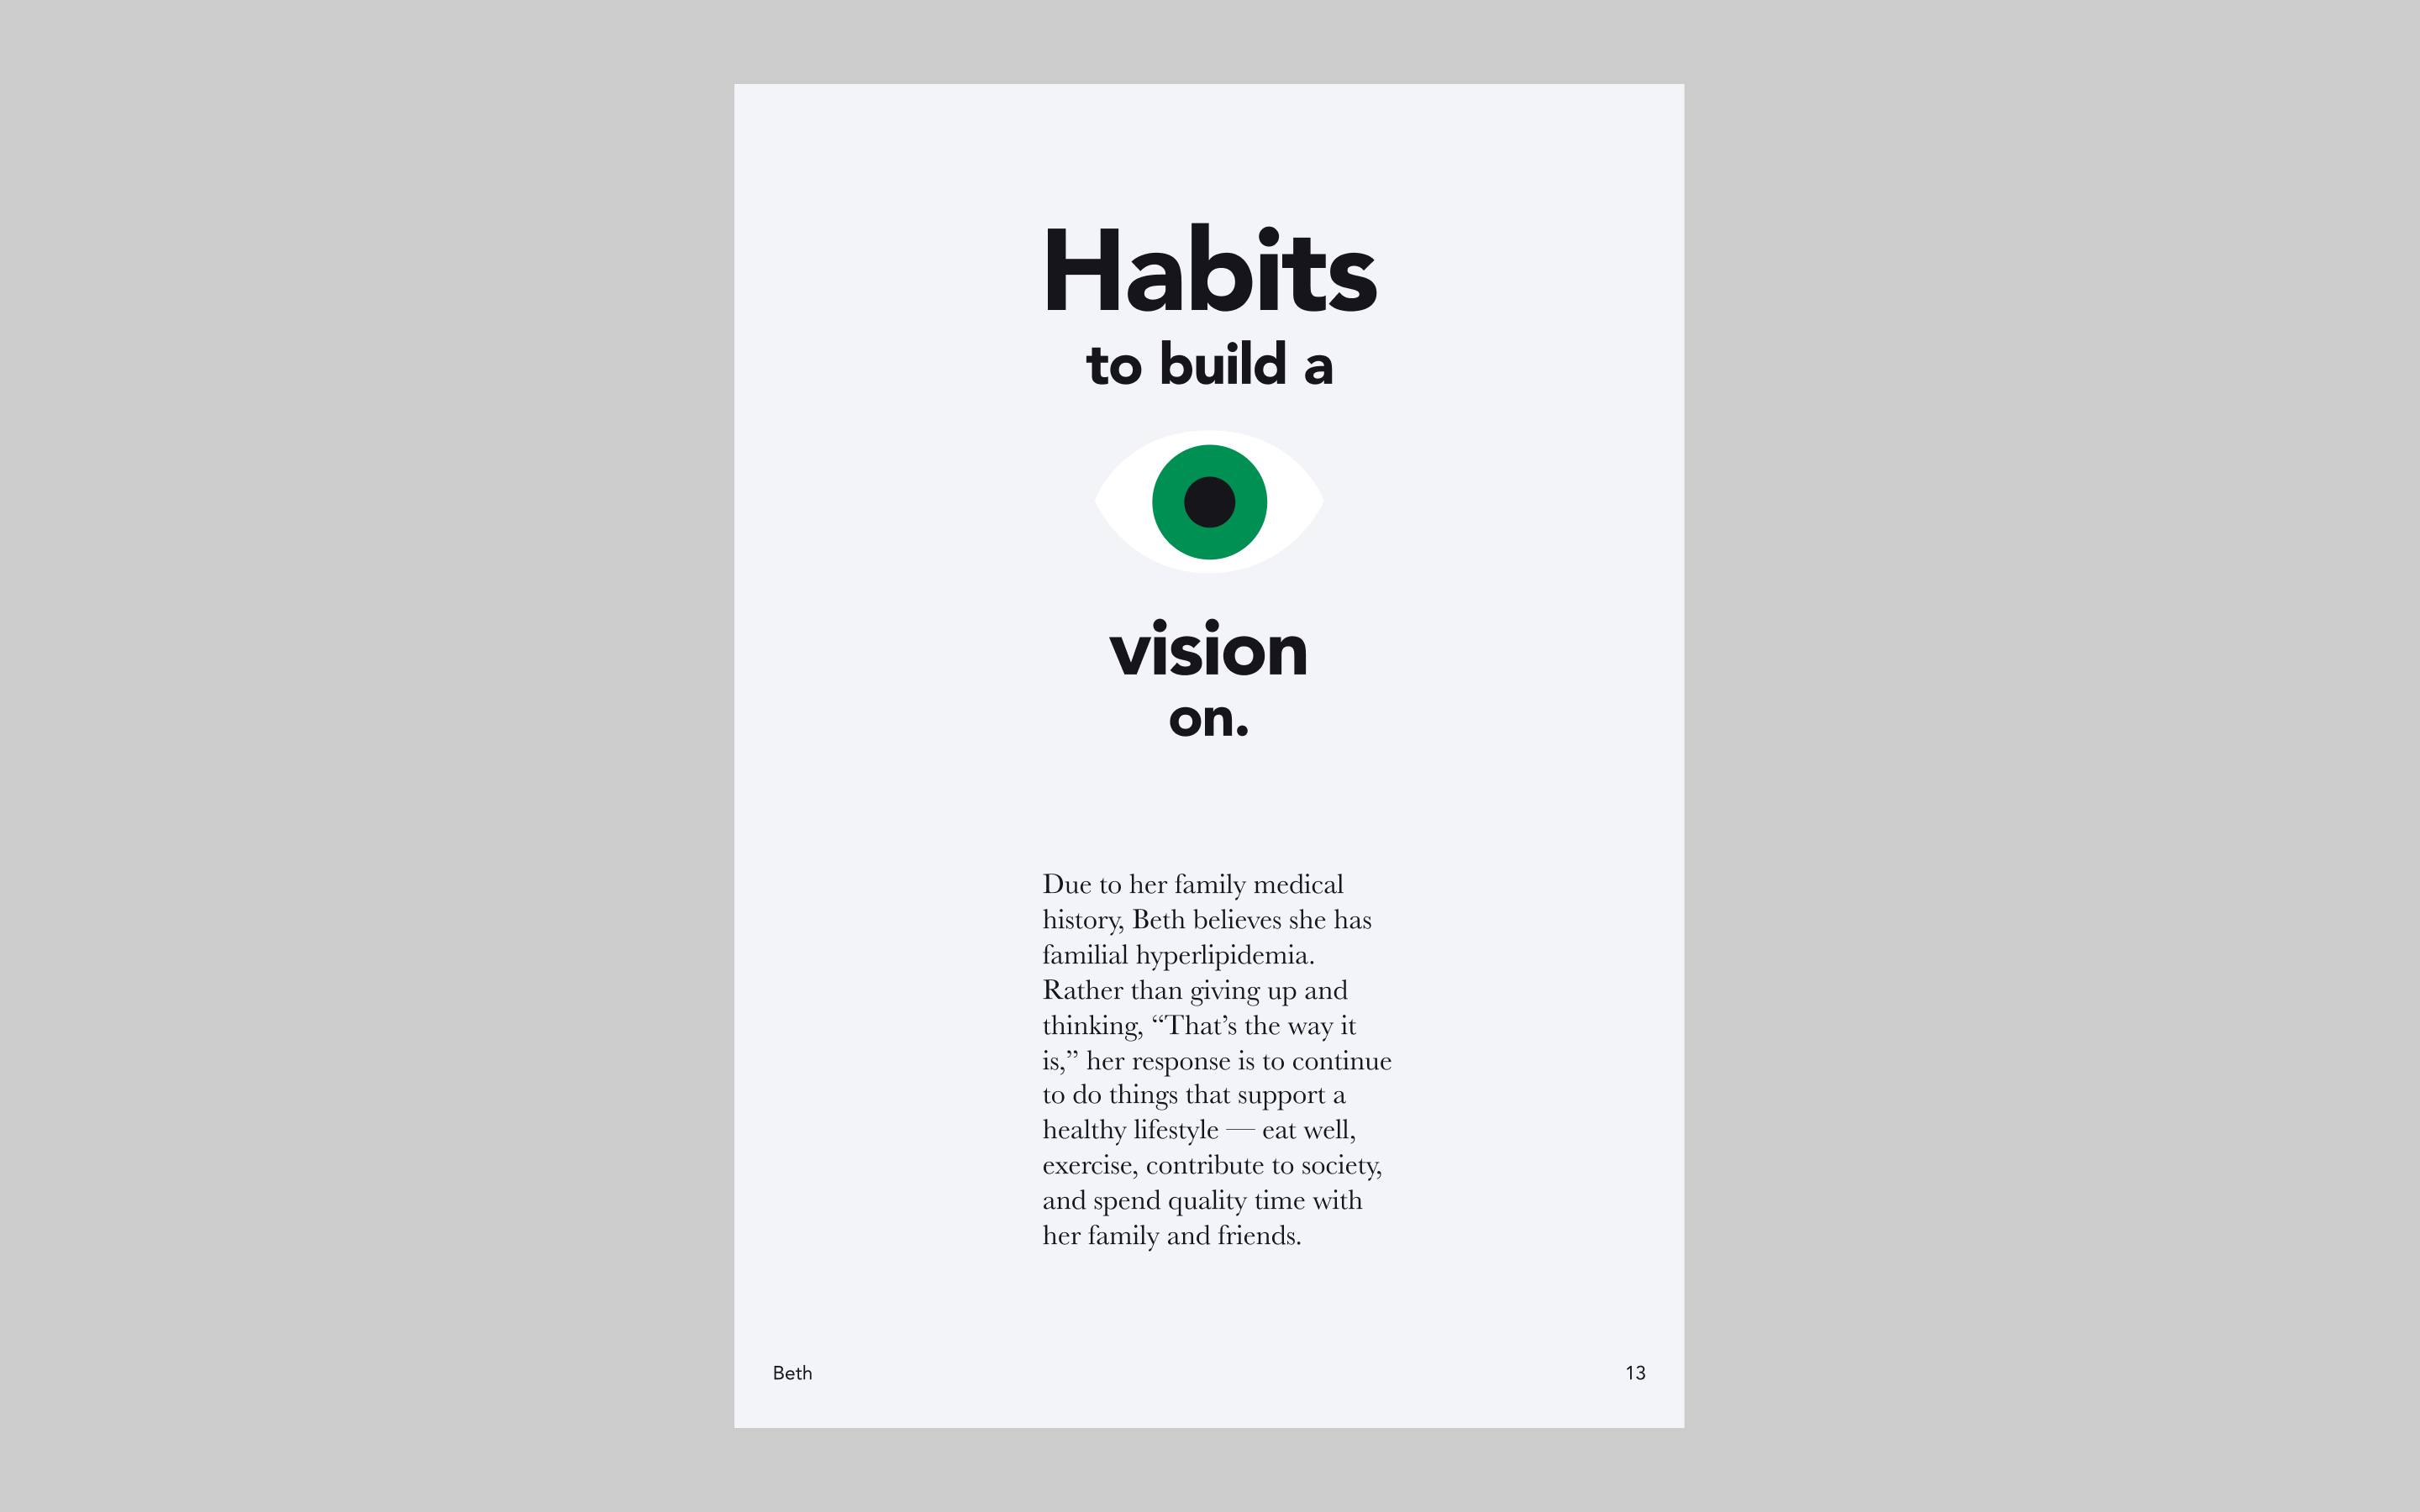 Habits
to build a
vision
on.
Due to her family medical
history, Beth believes she has
familial hyperlipidemia.
Rather than giving up and
thinking, “That’s the way it
is,” her response is to continue
to do things that support a
healthy lifestyle — eat well,
exercise, contribute to society,
and spend quality time with
her family and friends.
Beth
13